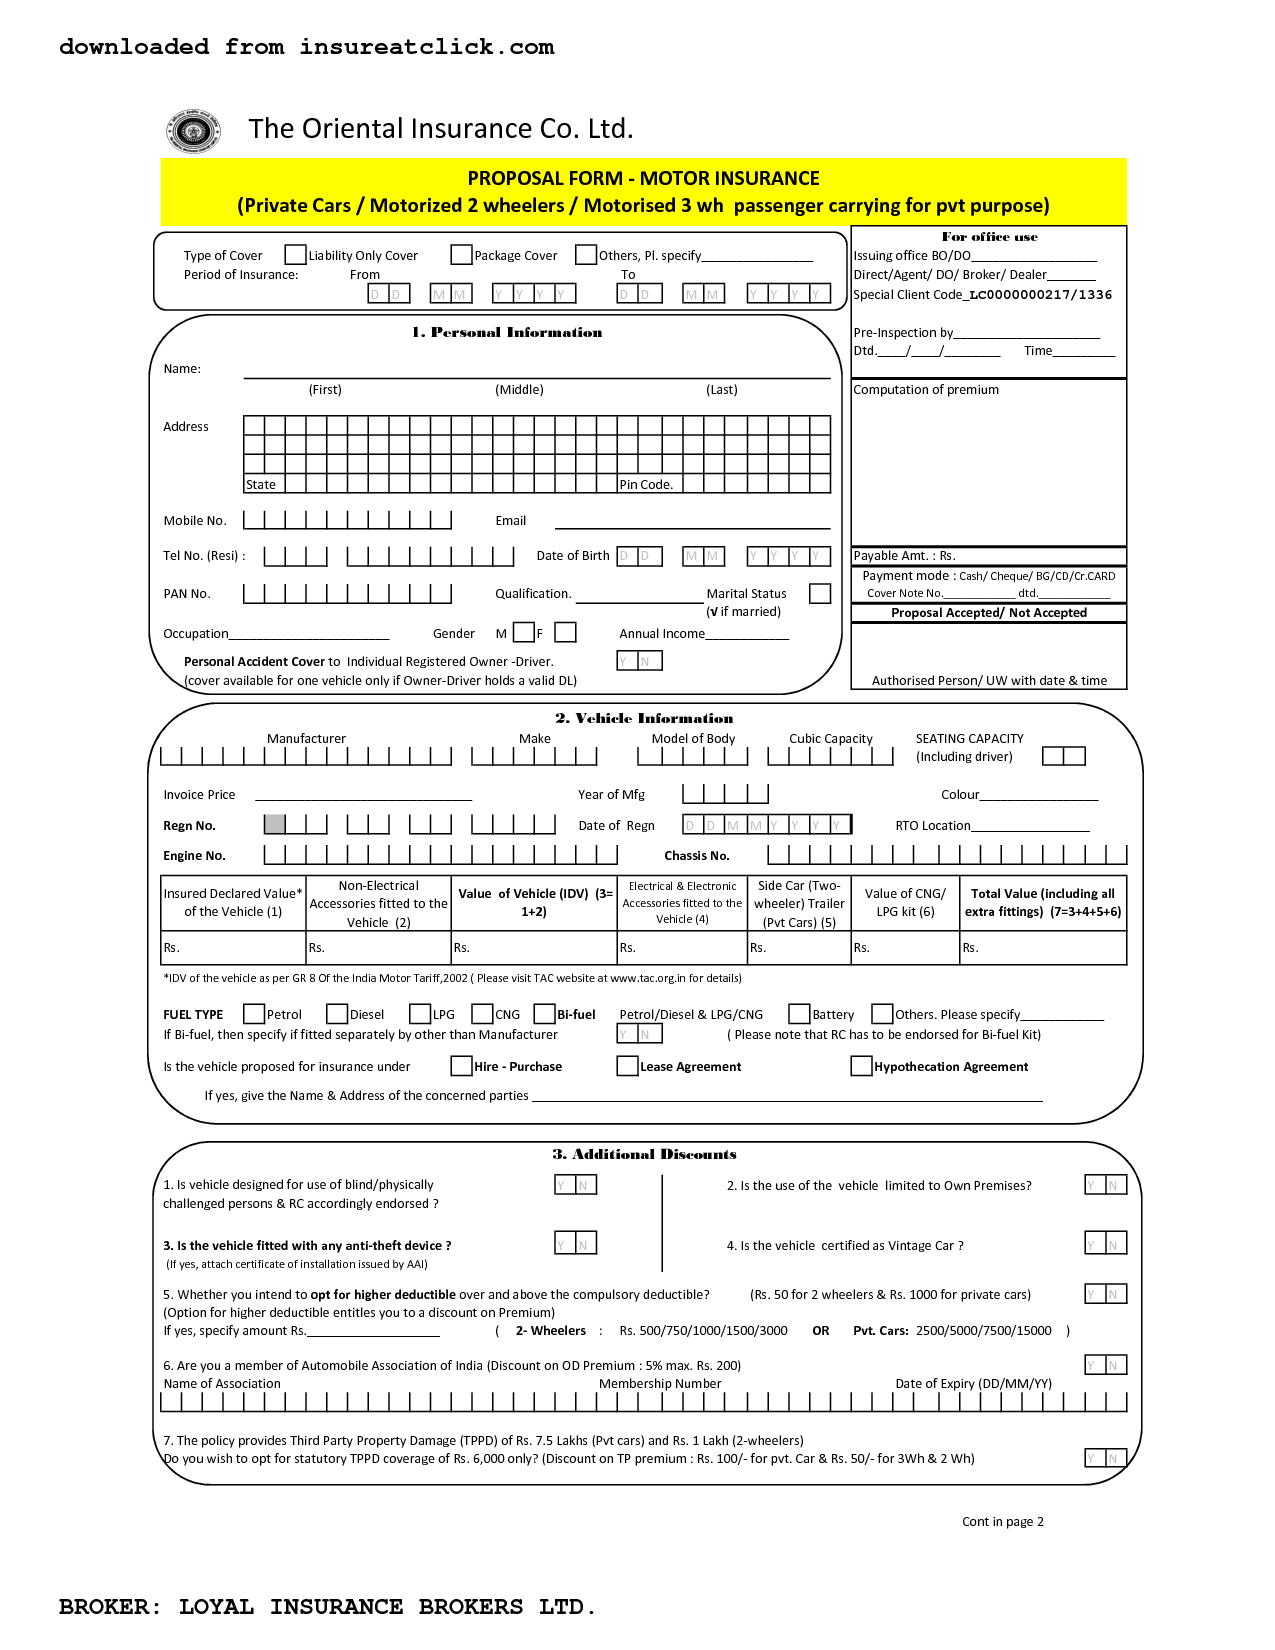 downloaded from insureatclick.com
The Oriental Insurance Co. Ltd.
PROPOSAL FORM - MOTOR INSURANCE
(Private Cars / Motorized 2 wheelers / Motorised 3 wh passenger carrying for pvt purpose)
Type of Cover Liability Only Cover Package Cover Others, Pl. specify________________
Period of Insurance: From To
D D M M Y Y Y Y D D M M Y Y Y Y
For office use
Issuing office BO/DO__________________
Direct/Agent/ DO/ Broker/ Dealer_______
Special Client Code_LC0000000217/1336
Pre-Inspection by_____________________
Dtd.____/____/________ Time_________
Computation of premium
Payable Amt. : Rs.
Payment mode : Cash/ Cheque/ BG/CD/Cr.CARD
Cover Note No.____________ dtd.____________
Proposal Accepted/ Not Accepted
Authorised Person/ UW with date & time
1. Personal Information
Name:
(First) (Middle) (Last)
Address
State Pin Code.
Mobile No. Email
Tel No. (Resi) : Date of Birth D D M M Y Y Y Y
PAN No. Qualification. Marital Status
(√ if married)
Occupation_______________________ Gender M F Annual Income____________
Personal Accident Cover to Individual Registered Owner -Driver. Y N
(cover available for one vehicle only if Owner-Driver holds a valid DL)
2. Vehicle Information
Manufacturer Make Model of Body Cubic Capacity SEATING CAPACITY
(Including driver)
Invoice Price _______________________________ Year of Mfg Colour_________________
Regn No. Date of Regn D D M M Y Y Y Y RTO Location_________________
Engine No. Chassis No.
Insured Declared Value* of the Vehicle (1)
Non-Electrical Accessories fitted to the Vehicle (2)
Value of Vehicle (IDV) (3= 1+2)
Electrical & Electronic Accessories fitted to the Vehicle (4)
Side Car (Two-wheeler) Trailer (Pvt Cars) (5)
Value of CNG/ LPG kit (6)
Total Value (including all extra fittings) (7=3+4+5+6)
Rs. Rs. Rs. Rs. Rs. Rs. Rs.
*IDV of the vehicle as per GR 8 Of the India Motor Tariff,2002 ( Please visit TAC website at www.tac.org.in for details)
FUEL TYPE Petrol Diesel LPG CNG Bi-fuel Petrol/Diesel & LPG/CNG Battery Others. Please specify____________
If Bi-fuel, then specify if fitted separately by other than Manufacturer Y N ( Please note that RC has to be endorsed for Bi-fuel Kit)
Is the vehicle proposed for insurance under Hire - Purchase Lease Agreement Hypothecation Agreement
If yes, give the Name & Address of the concerned parties
3. Additional Discounts
1. Is vehicle designed for use of blind/physically Y N
challenged persons & RC accordingly endorsed ?
2. Is the use of the vehicle limited to Own Premises? Y N
3. Is the vehicle fitted with any anti-theft device ? Y N
(If yes, attach certificate of installation issued by AAI)
4. Is the vehicle certified as Vintage Car ? Y N
5. Whether you intend to opt for higher deductible over and above the compulsory deductible? (Rs. 50 for 2 wheelers & Rs. 1000 for private cars) Y N
(Option for higher deductible entitles you to a discount on Premium)
If yes, specify amount Rs.___________________ ( 2- Wheelers : Rs. 500/750/1000/1500/3000 OR Pvt. Cars: 2500/5000/7500/15000 )
6. Are you a member of Automobile Association of India (Discount on OD Premium : 5% max. Rs. 200) Y N
Name of Association Membership Number Date of Expiry (DD/MM/YY)
7. The policy provides Third Party Property Damage (TPPD) of Rs. 7.5 Lakhs (Pvt cars) and Rs. 1 Lakh (2-wheelers)
Do you wish to opt for statutory TPPD coverage of Rs. 6,000 only? (Discount on TP premium : Rs. 100/- for pvt. Car & Rs. 50/- for 3Wh & 2 Wh) Y N
Cont in page 2
BROKER: LOYAL INSURANCE BROKERS LTD.